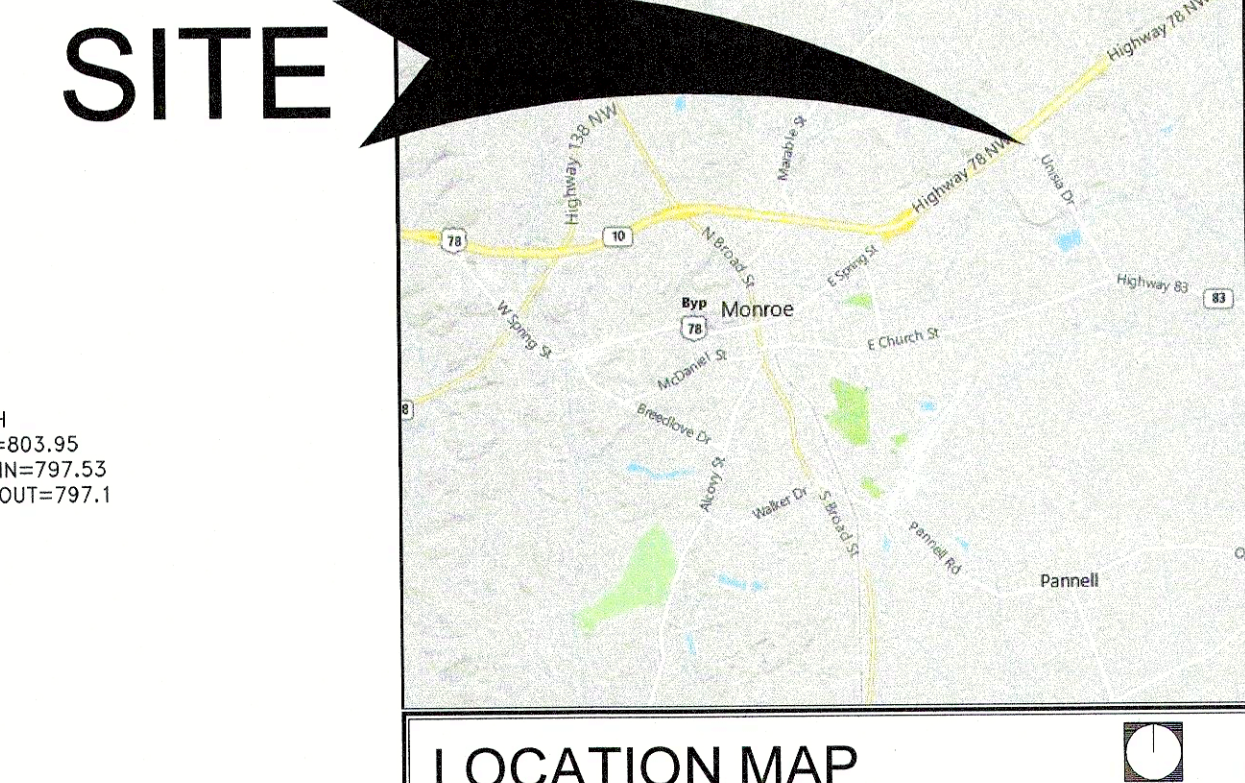 SITE
=803.95
IN=797.53
OUT=797.1
Highway 78 NW
Highway 138 NW
Marable St
Highway 78 NW
Unisia Dr
78
10
N Broad St
E Spring St
Highway 83
83
W Spring St
Byp
78
Monroe
E Church St
McDaniel St
8
Breedlove Dr
Alcovy St
Walker Dr
S Broad St
Pannell Rd
Pannell
LOCATION MAP